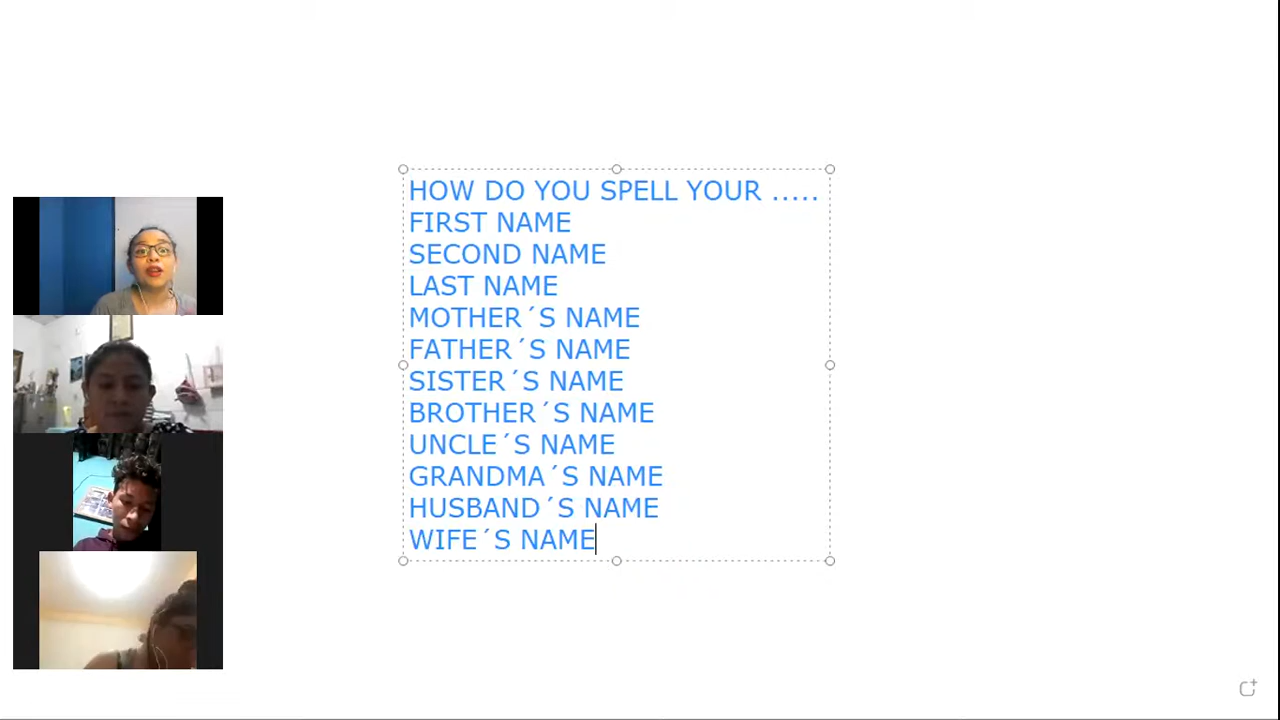 HOW DO YOU SPELL YOUR .....
FIRST NAME
SECOND NAME
LAST NAME
MOTHER´S NAME
FATHER´S NAME
SISTER´S NAME
BROTHER´S NAME
UNCLE´S NAME
GRANDMA´S NAME
HUSBAND´S NAME
WIFE´S NAME